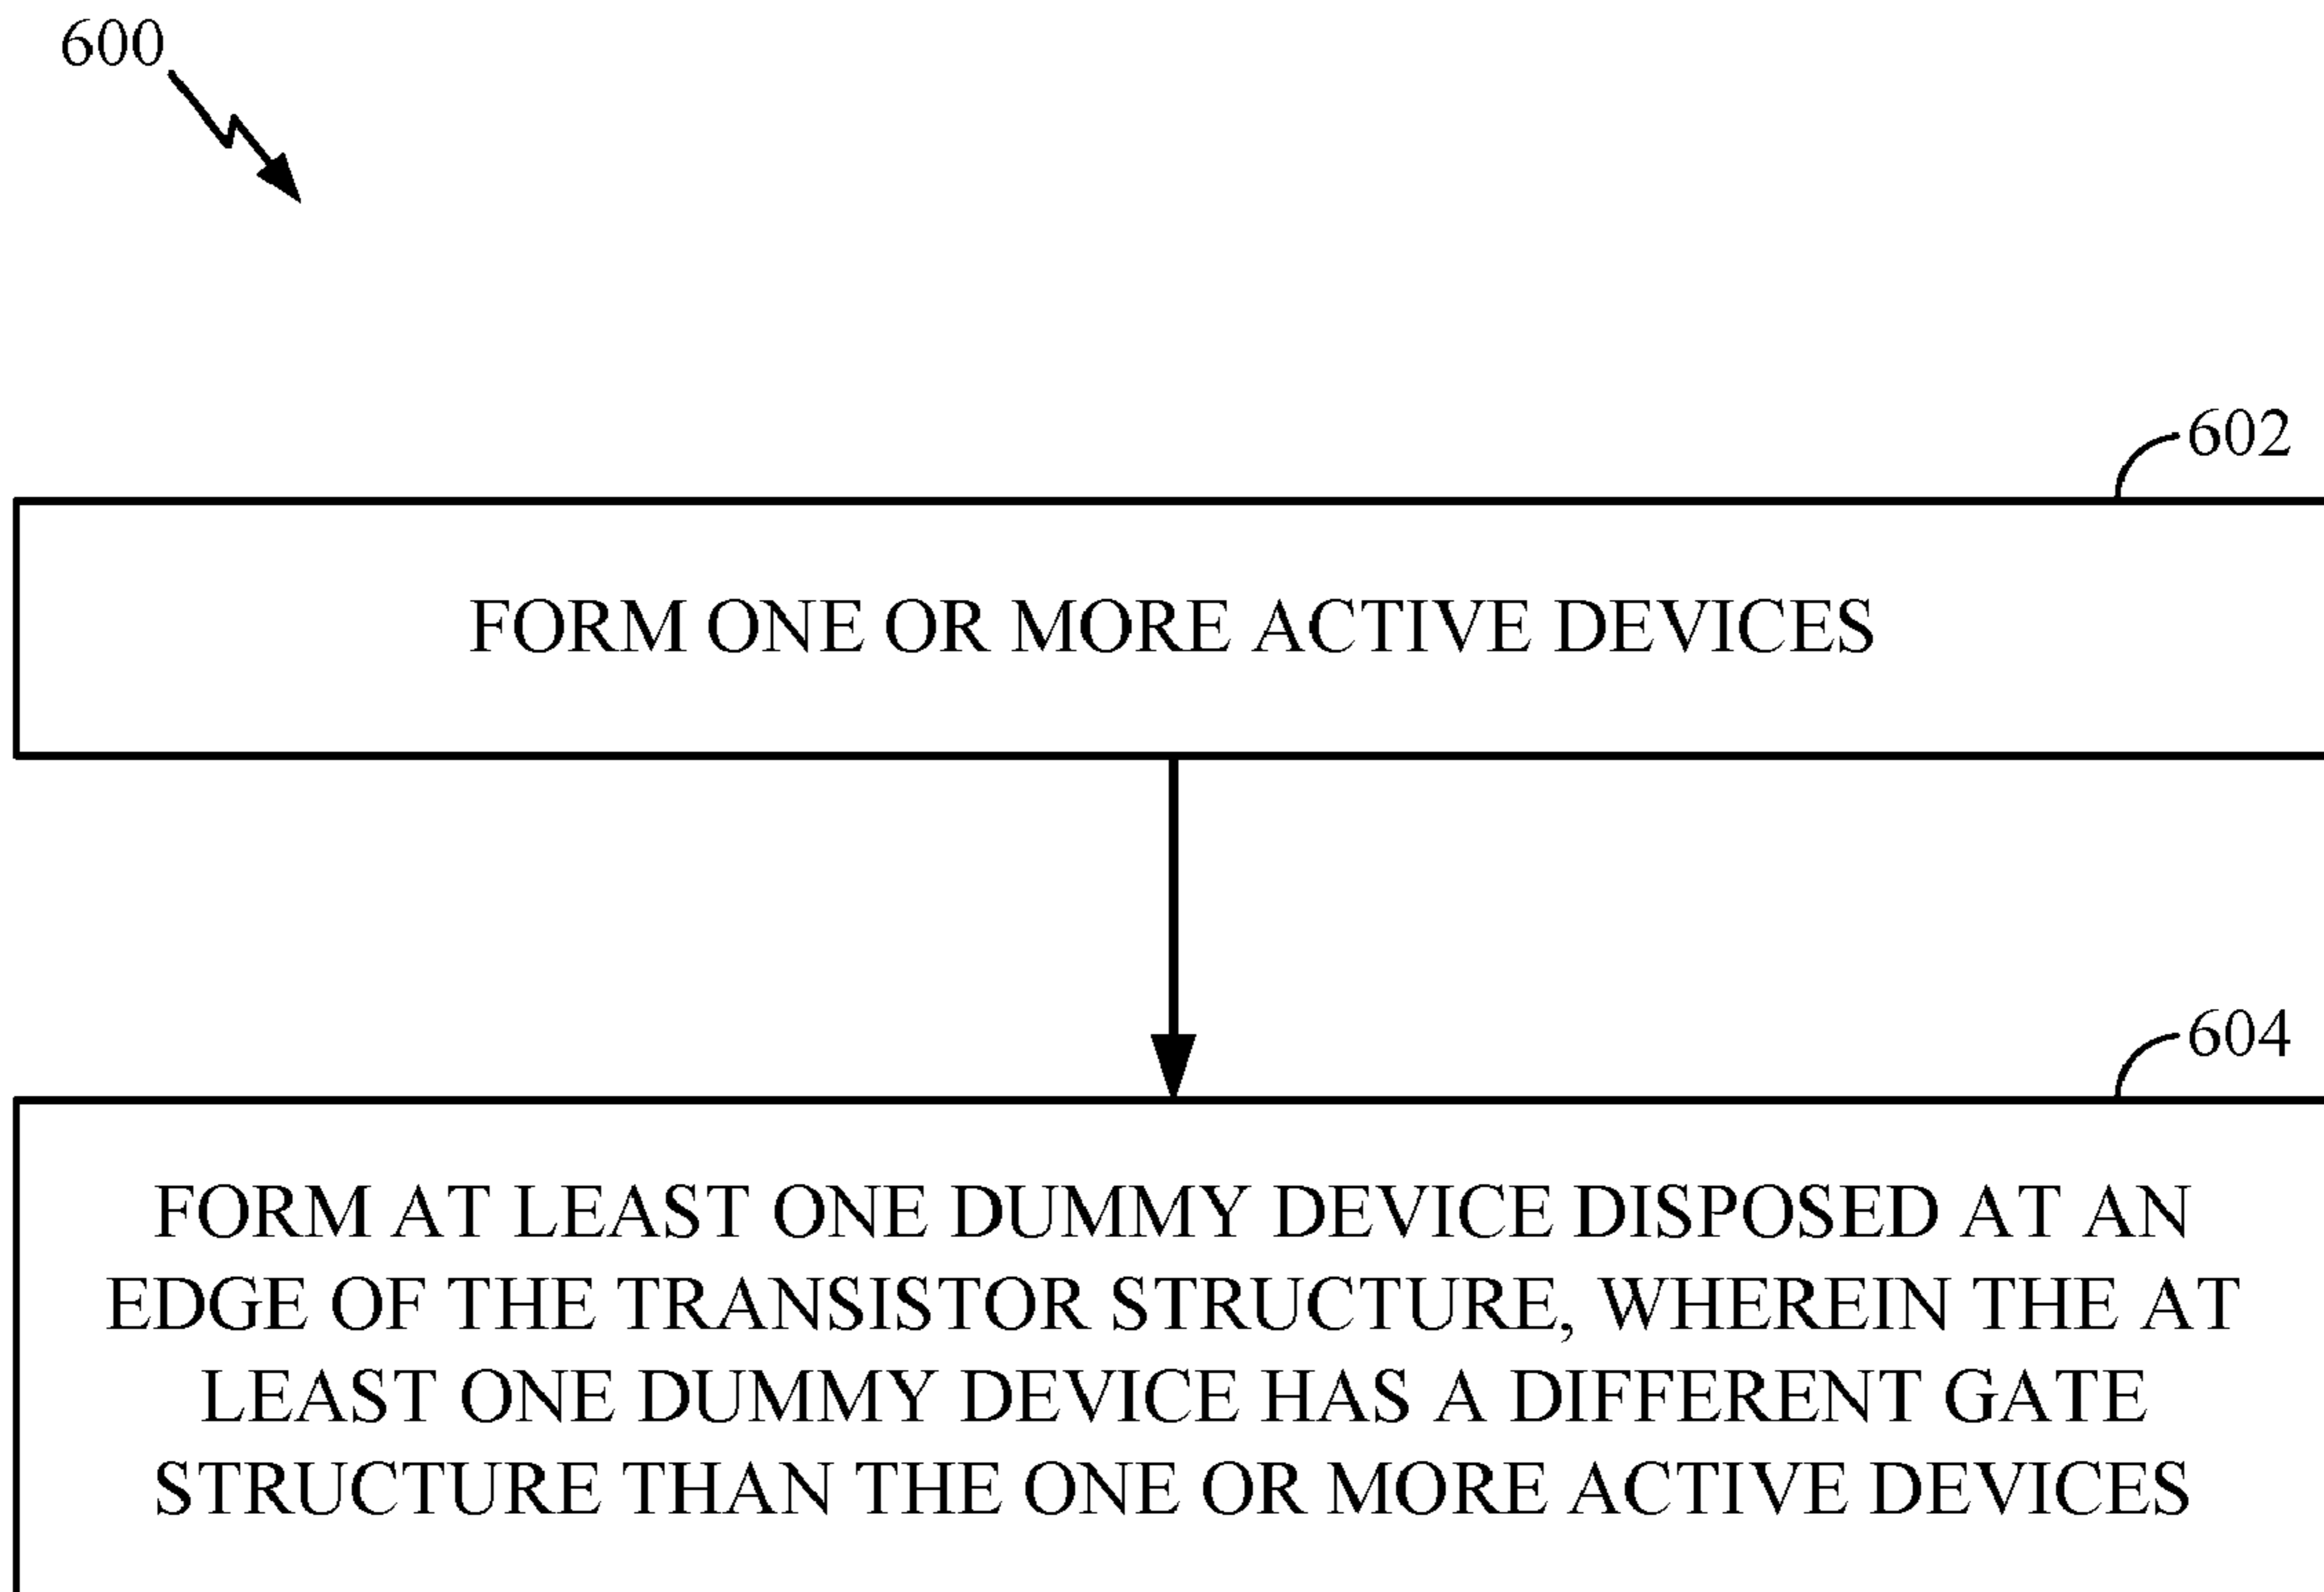 600
602
FORM ONE OR MORE ACTIVE DEVICES
604
FORM AT LEAST ONE DUMMY DEVICE DISPOSED AT AN
EDGE OF THE TRANSISTOR STRUCTURE, WHEREIN THE AT
LEAST ONE DUMMY DEVICE HAS A DIFFERENT GATE
STRUCTURE THAN THE ONE OR MORE ACTIVE DEVICES